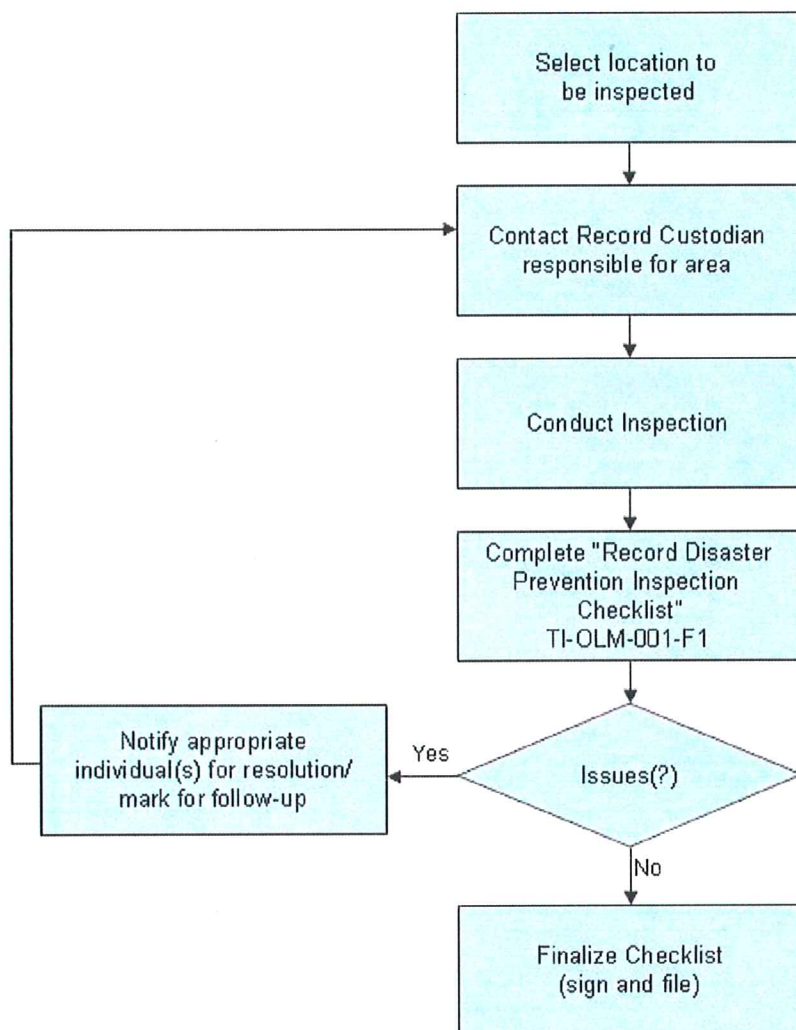 Select location to
be inspected
Contact Record Custodian
responsible for area
Conduct Inspection
Complete "Record Disaster
Prevention Inspection
Checklist"
TI-OLM-001-F1
Issues(?)
Yes
Notify appropriate
individual(s) for resolution/
mark for follow-up
No
Finalize Checklist
(sign and file)